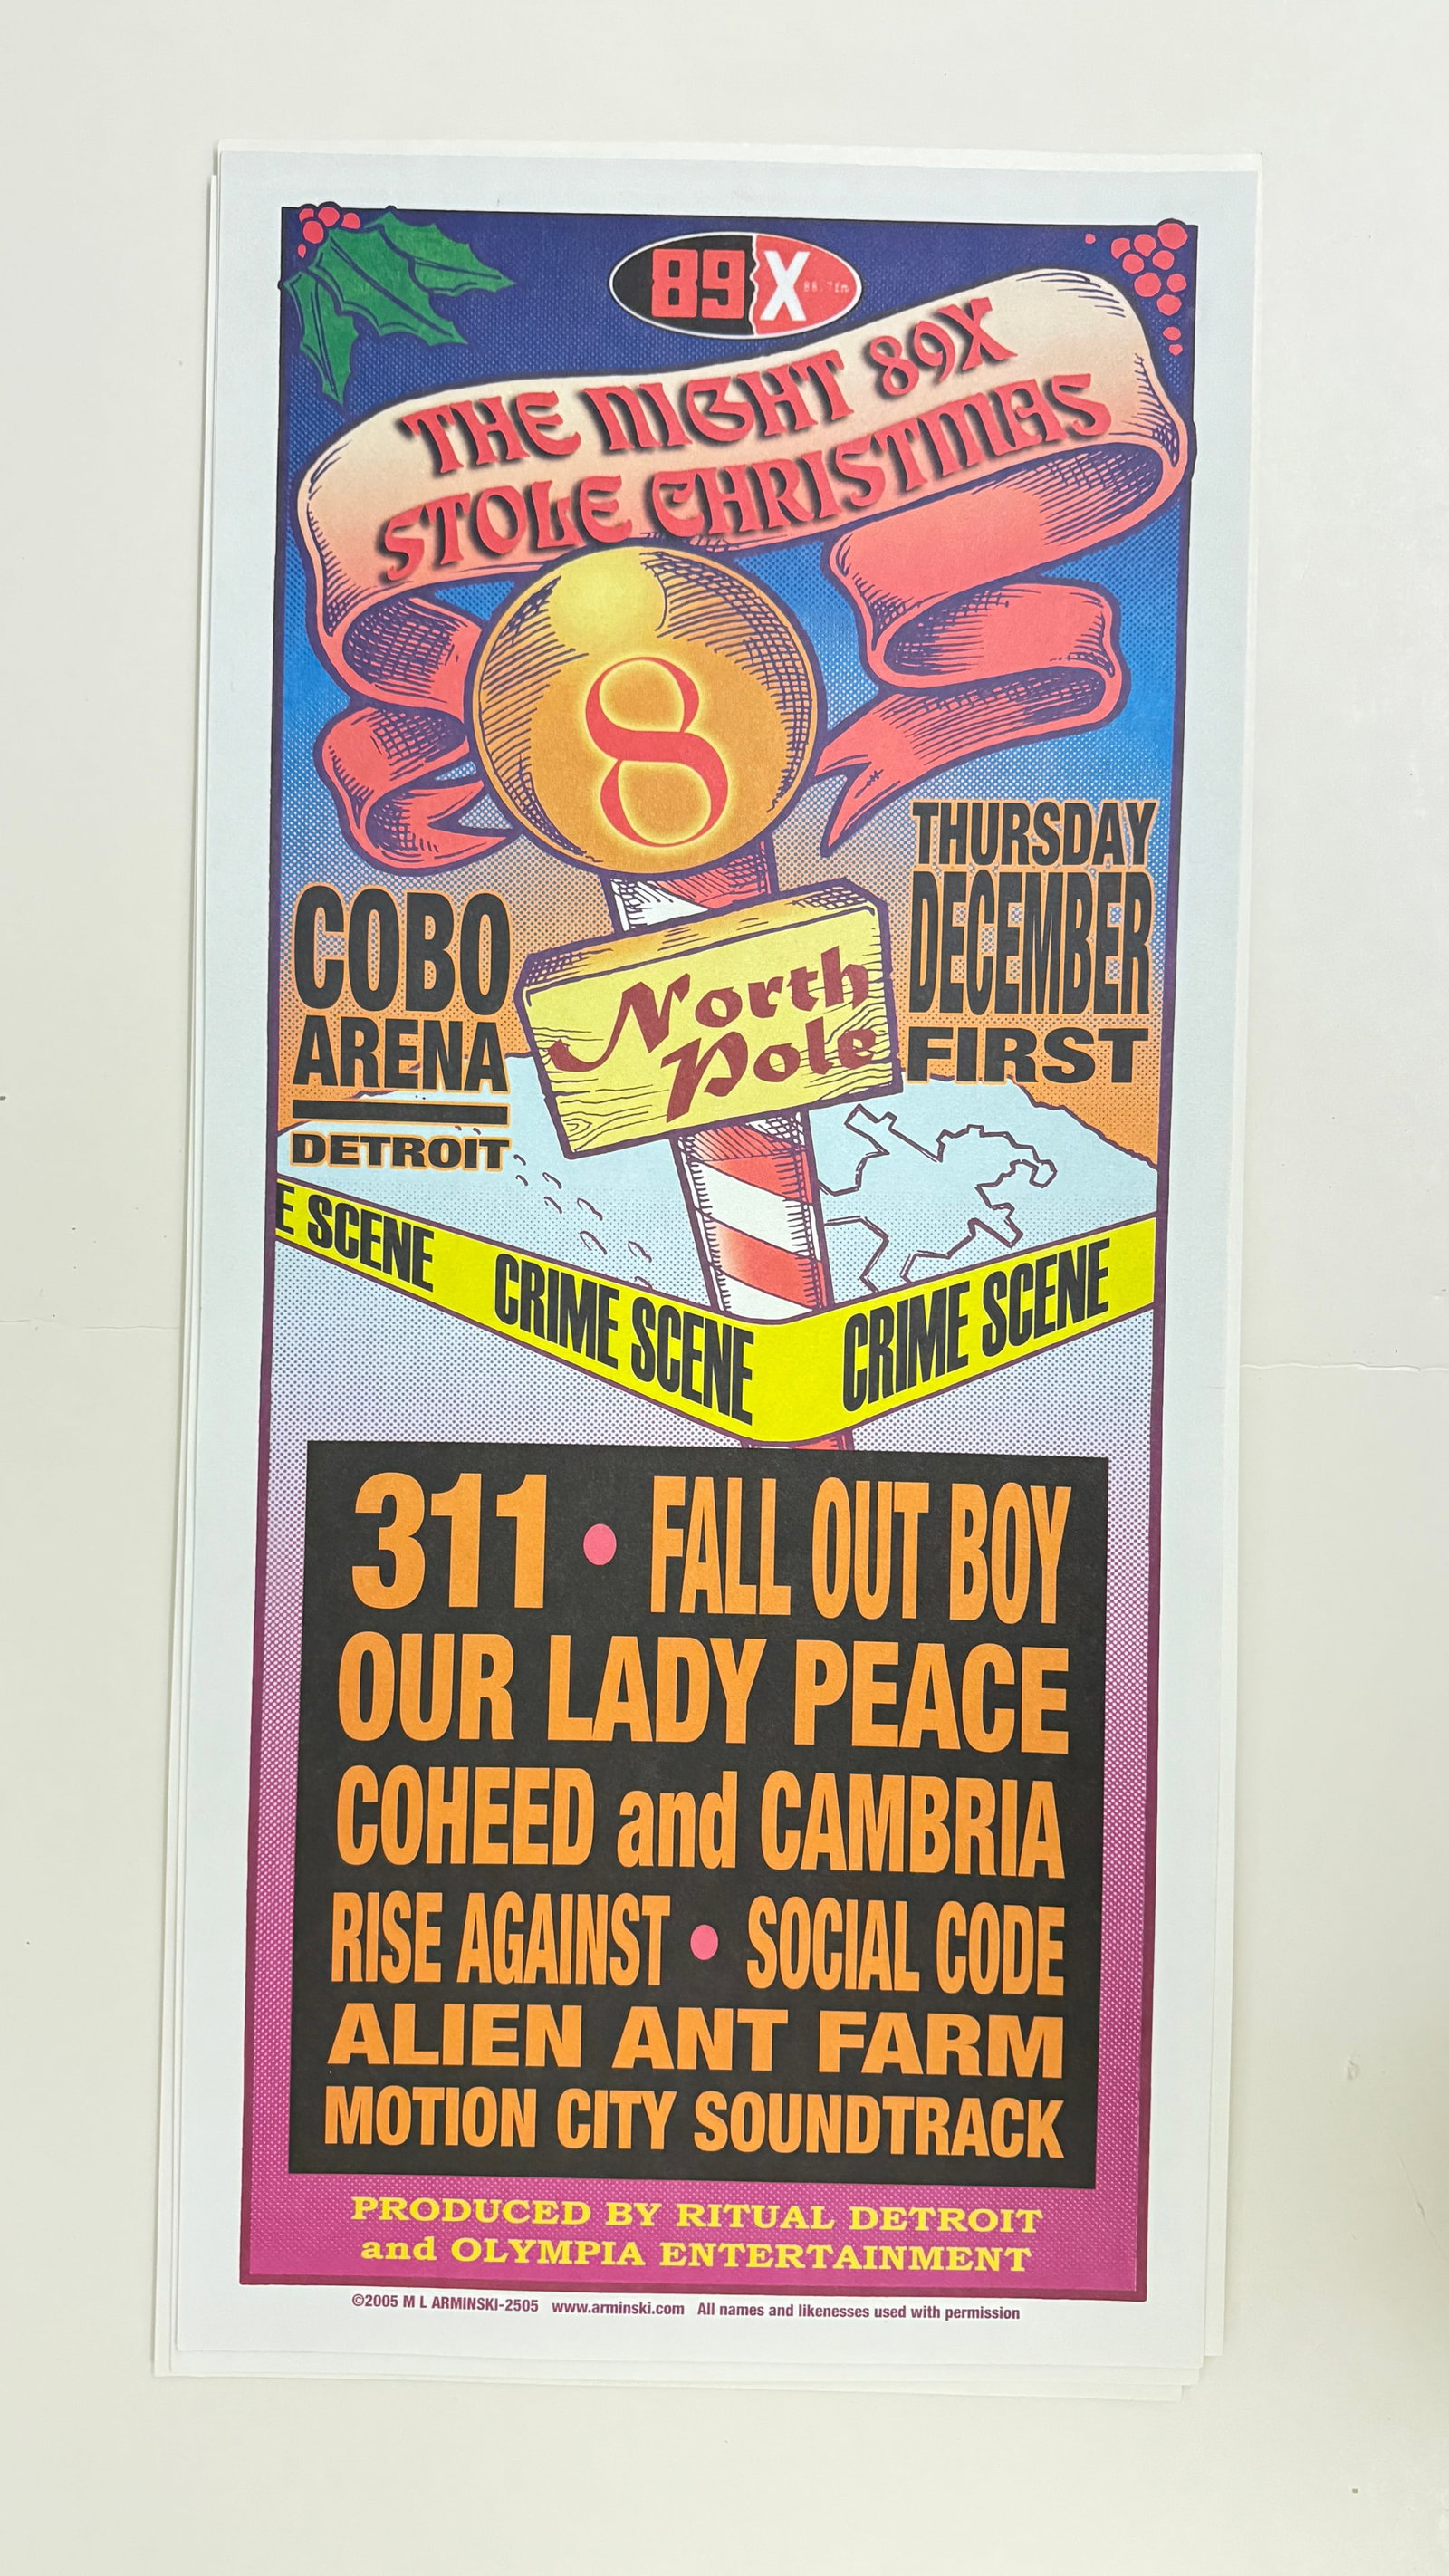 89X 88.7fm
THE NIGHT 89X
STOLE CHRISTMAS
8
COBO
ARENA
DETROIT
THURSDAY
DECEMBER
FIRST
North
Pole
E SCENE CRIME SCENE CRIME SCENE
311 • FALL OUT BOY
OUR LADY PEACE
COHEED and CAMBRIA
RISE AGAINST • SOCIAL CODE
ALIEN ANT FARM
MOTION CITY SOUNDTRACK
PRODUCED BY RITUAL DETROIT
and OLYMPIA ENTERTAINMENT
©2005 M L ARMINSKI-2505 www.arminski.com All names and likenesses used with permission